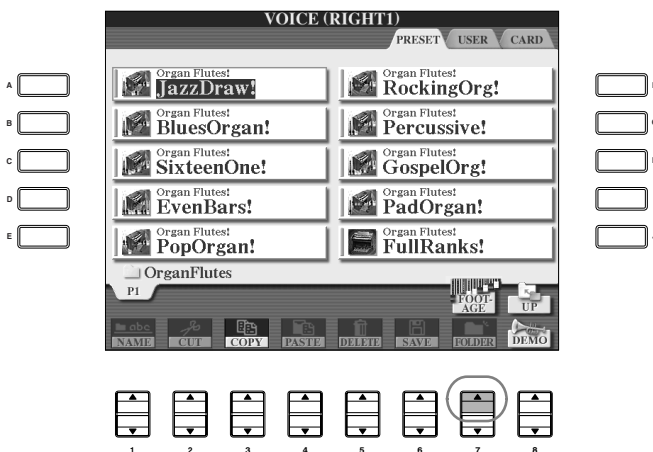 VOICE (RIGHT1)
PRESET USER CARD
A
Organ Flutes!
JazzDraw!
Organ Flutes!
RockingOrg!
B
Organ Flutes!
BluesOrgan!
Organ Flutes!
Percussive!
C
Organ Flutes!
SixteenOne!
Organ Flutes!
GospelOrg!
D
Organ Flutes!
EvenBars!
Organ Flutes!
PadOrgan!
E
Organ Flutes!
PopOrgan!
Organ Flutes!
FullRanks!
OrganFlutes
P1
FOOT-
AGE
UP
abc
NAME CUT COPY PASTE DELETE SAVE FOLDER DEMO
1 2 3 4 5 6 7 8